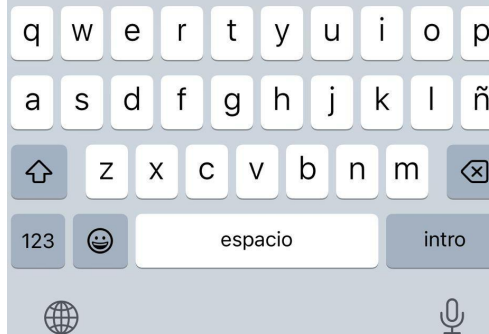 q w e r t y u i o p
a s d f g h j k l ñ
z x c v b n m
123 espacio intro